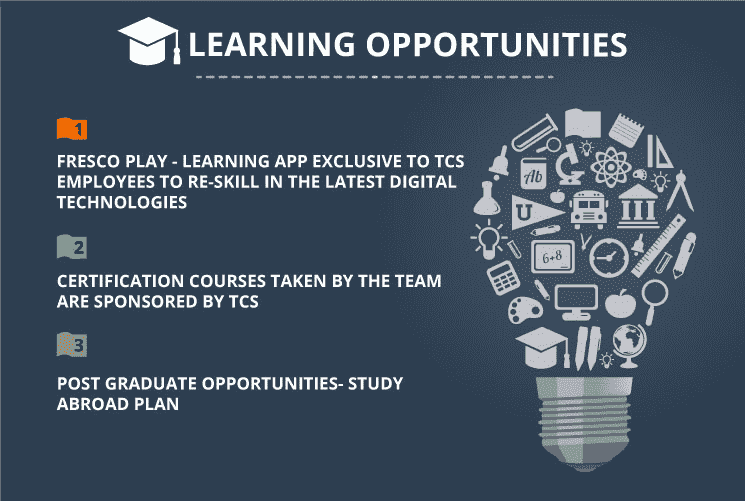 LEARNING OPPORTUNITIES
1
FRESCO PLAY - LEARNING APP EXCLUSIVE TO TCS
EMPLOYEES TO RE-SKILL IN THE LATEST DIGITAL
TECHNOLOGIES
2
CERTIFICATION COURSES TAKEN BY THE TEAM
ARE SPONSORED BY TCS
3
POST GRADUATE OPPORTUNITIES- STUDY
ABROAD PLAN
Ab
U
6+8